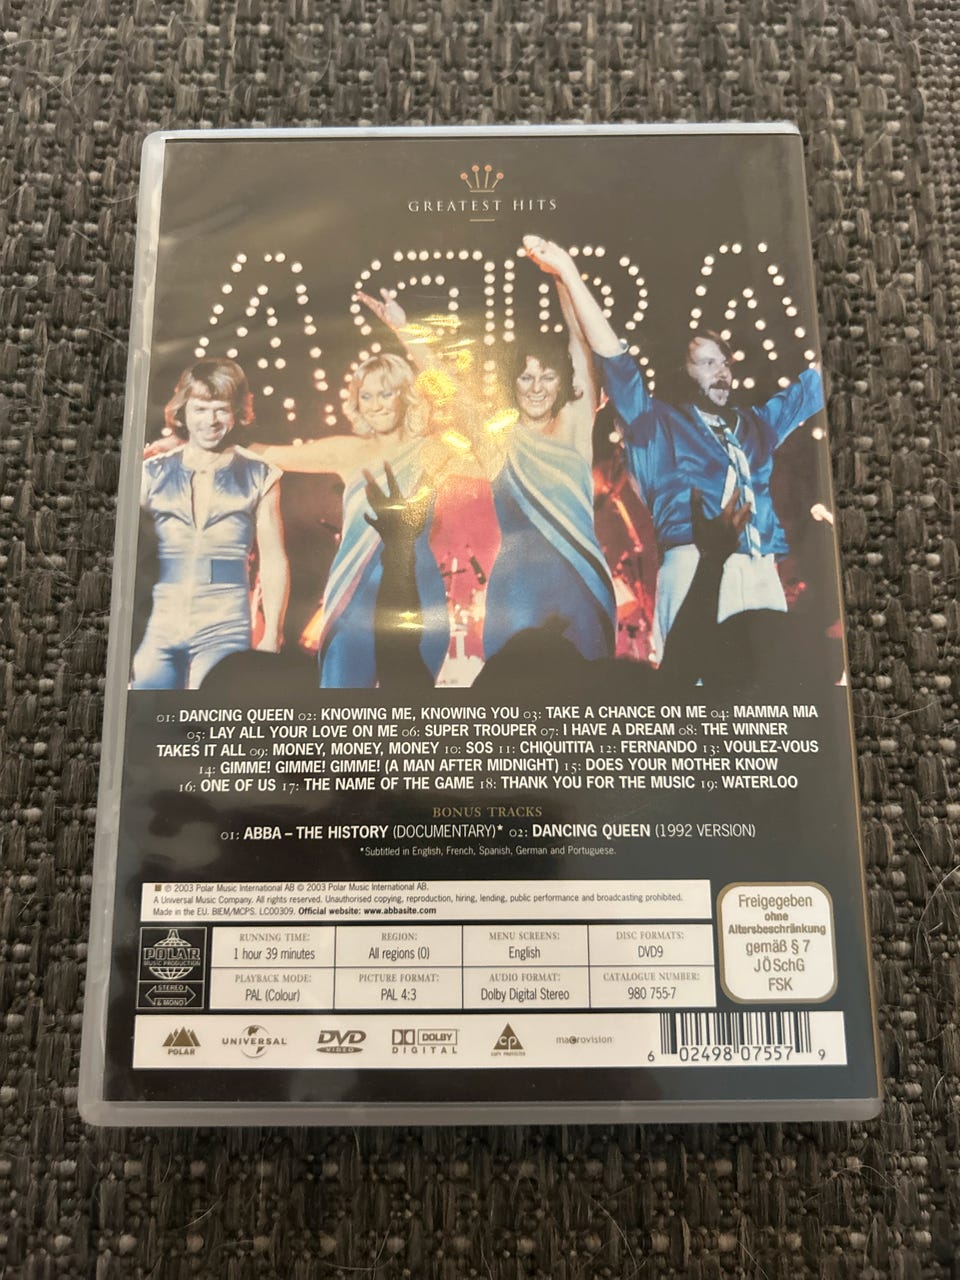 GREATEST HITS
ABBA
01: DANCING QUEEN 02: KNOWING ME, KNOWING YOU 03: TAKE A CHANCE ON ME 04: MAMMA MIA
05: LAY ALL YOUR LOVE ON ME 06: SUPER TROUPER 07: I HAVE A DREAM 08: THE WINNER
TAKES IT ALL 09: MONEY, MONEY, MONEY 10: SOS 11: CHIQUITITA 12: FERNANDO 13: VOULEZ-VOUS
14: GIMME! GIMME! GIMME! (A MAN AFTER MIDNIGHT) 15: DOES YOUR MOTHER KNOW
16: ONE OF US 17: THE NAME OF THE GAME 18: THANK YOU FOR THE MUSIC 19: WATERLOO
BONUS TRACKS
01: ABBA – THE HISTORY (DOCUMENTARY)* 02: DANCING QUEEN (1992 VERSION)
*Subtitled in English, French, Spanish, German and Portuguese.
℗ 2003 Polar Music International AB © 2003 Polar Music International AB.
A Universal Music Company. All rights reserved. Unauthorised copying, reproduction, hiring, lending, public performance and broadcasting prohibited.
Made in the EU. BIEM/MCPS. LC00309. Official website: www.abbasite.com
Freigegeben
ohne
Altersbeschränkung
gemäß § 7
JÖSchG
FSK
A
POLAR
MUSIC PRODUCTION
STEREO
& MONO
RUNNING TIME:
1 hour 39 minutes
REGION:
All regions (0)
MENU SCREENS:
English
DISC FORMATS:
DVD9
PLAYBACK MODE:
PAL (Colour)
PICTURE FORMAT:
PAL 4:3
AUDIO FORMAT:
Dolby Digital Stereo
CATALOGUE NUMBER:
980 755-7
POLAR
UNIVERSAL
DVD
VIDEO
DOLBY
DIGITAL
CP
COPY PROTECTED
macrovision
6 02498 07557 9